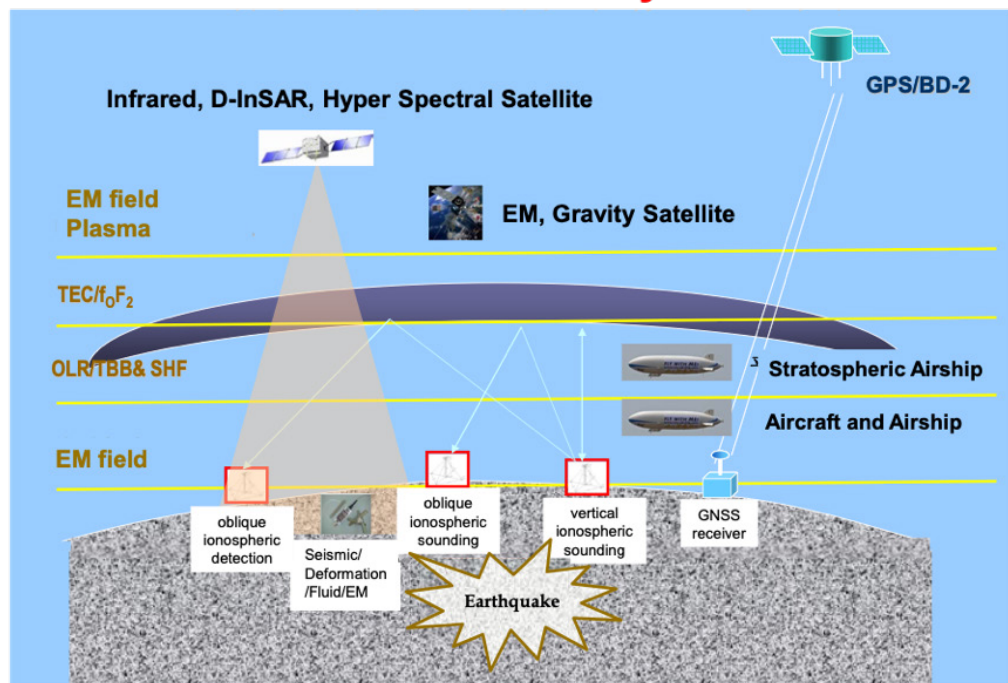 GPS/BD-2
Infrared, D-InSAR, Hyper Spectral Satellite
EM field
Plasma
EM, Gravity Satellite
TEC/fOF2
OLR/TBB& SHF
Stratospheric Airship
Aircraft and Airship
EM field
oblique
ionospheric
detection
Seismic/
Deformation
/Fluid/EM
oblique
ionospheric
sounding
vertical
ionospheric
sounding
GNSS
receiver
Earthquake